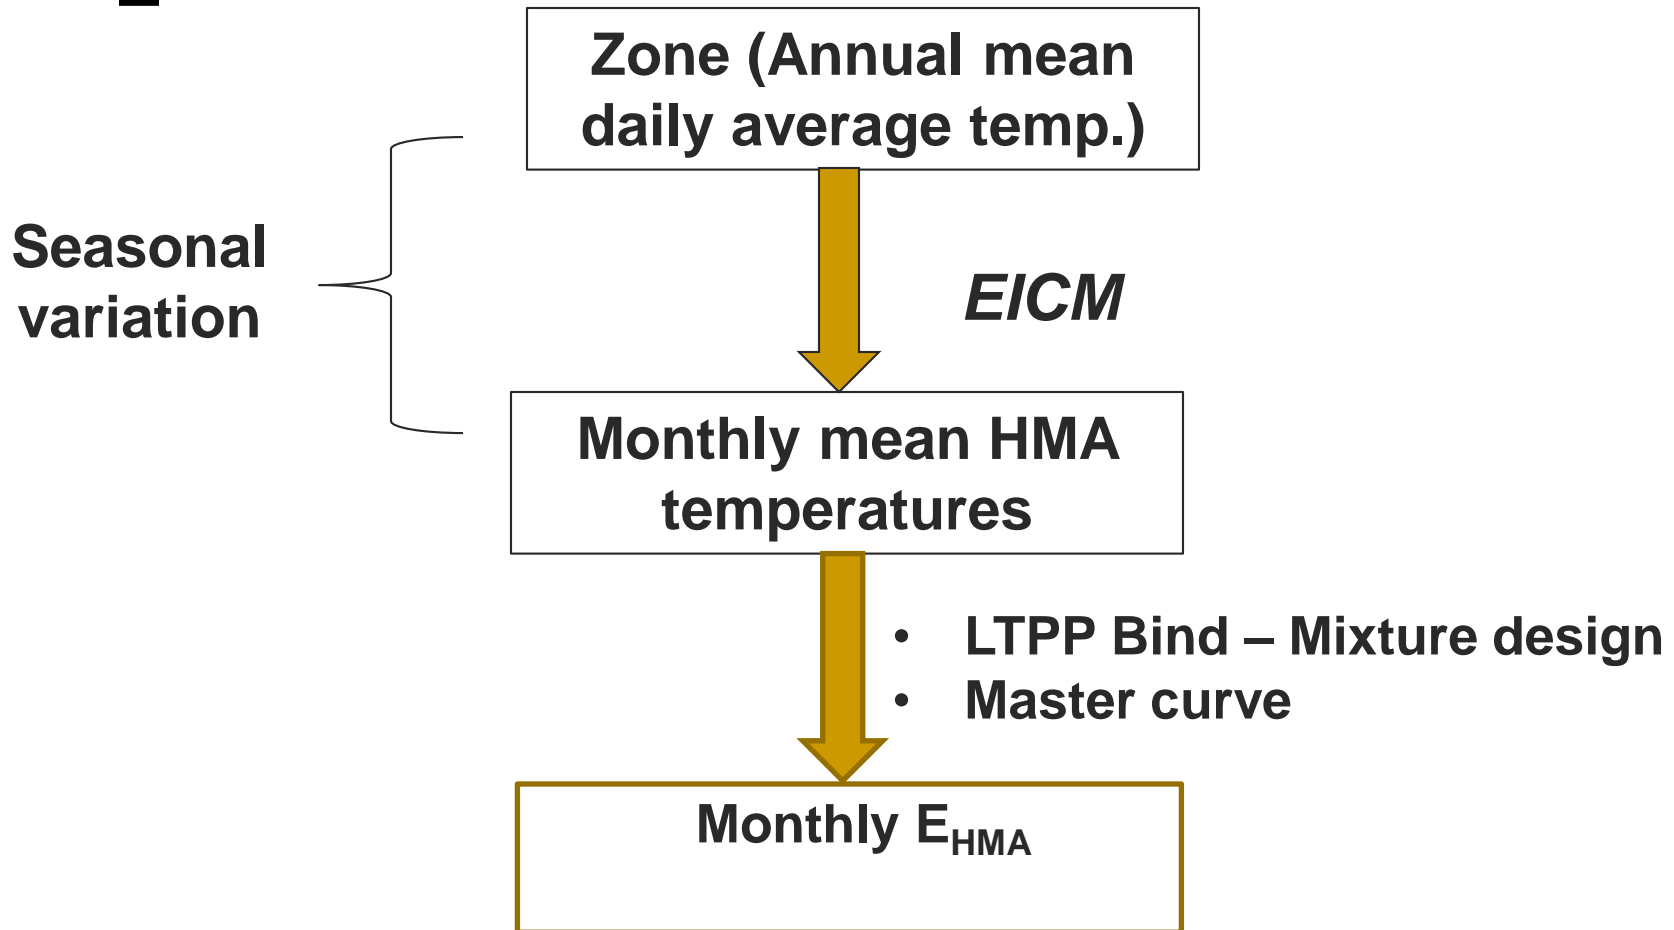 Zone (Annual mean
daily average temp.)
Seasonal
variation
EICM
Monthly mean HMA
temperatures
• LTPP Bind – Mixture design
• Master curve
Monthly E_HMA